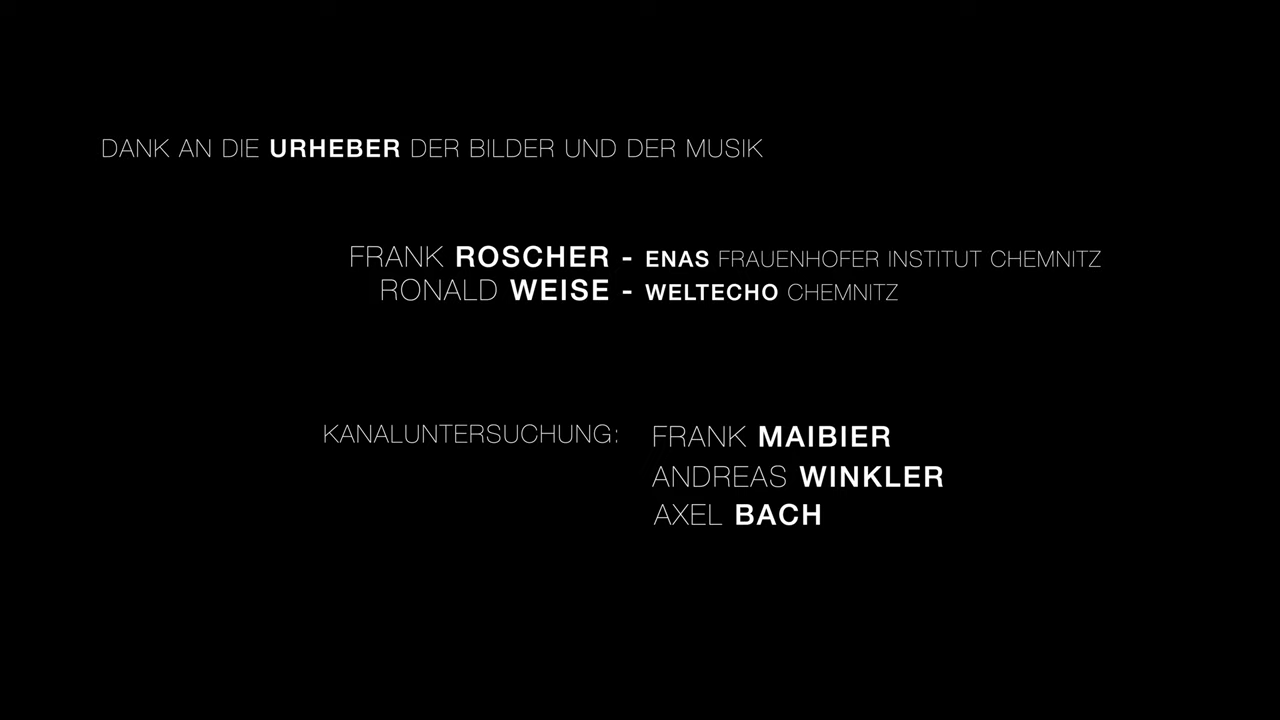 DANK AN DIE URHEBER DER BILDER UND DER MUSIK
FRANK ROSCHER - ENAS FRAUENHOFER INSTITUT CHEMNITZ
RONALD WEISE - WELTECHO CHEMNITZ
KANALUNTERSUCHUNG: FRANK MAIBIER
ANDREAS WINKLER
AXEL BACH